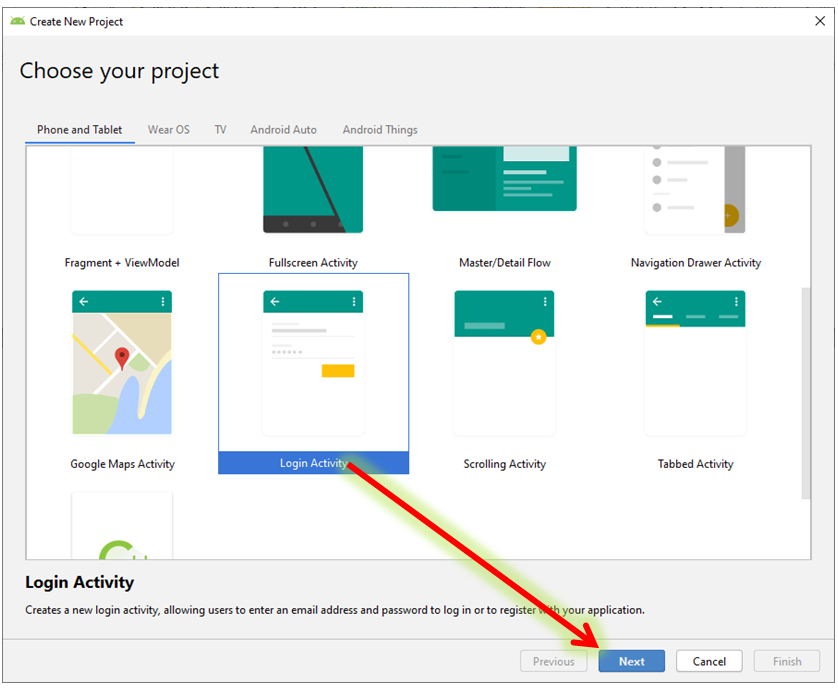 Create New Project
Choose your project
Phone and Tablet Wear OS TV Android Auto Android Things
Fragment + ViewModel Fullscreen Activity Master/Detail Flow Navigation Drawer Activity
Google Maps Activity Login Activity Scrolling Activity Tabbed Activity
Login Activity
Creates a new login activity, allowing users to enter an email address and password to log in or to register with your application.
Previous Next Cancel Finish